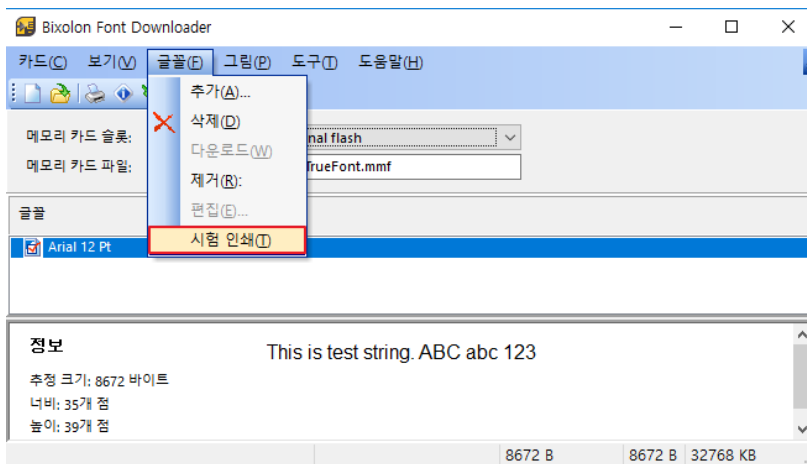 Bixolon Font Downloader
카드(C) 보기(V) 글꼴(F) 그림(P) 도구(T) 도움말(H)
추가(A)...
삭제(D)
다운로드(W)
제거(R):
편집(E)...
시험 인쇄(T)
메모리 카드 슬롯: nal flash
메모리 카드 파일: TrueFont.mmf
글꼴
Arial 12 Pt
정보
This is test string. ABC abc 123
추정 크기: 8672 바이트
너비: 35개 점
높이: 39개 점
8672 B 8672 B 32768 KB